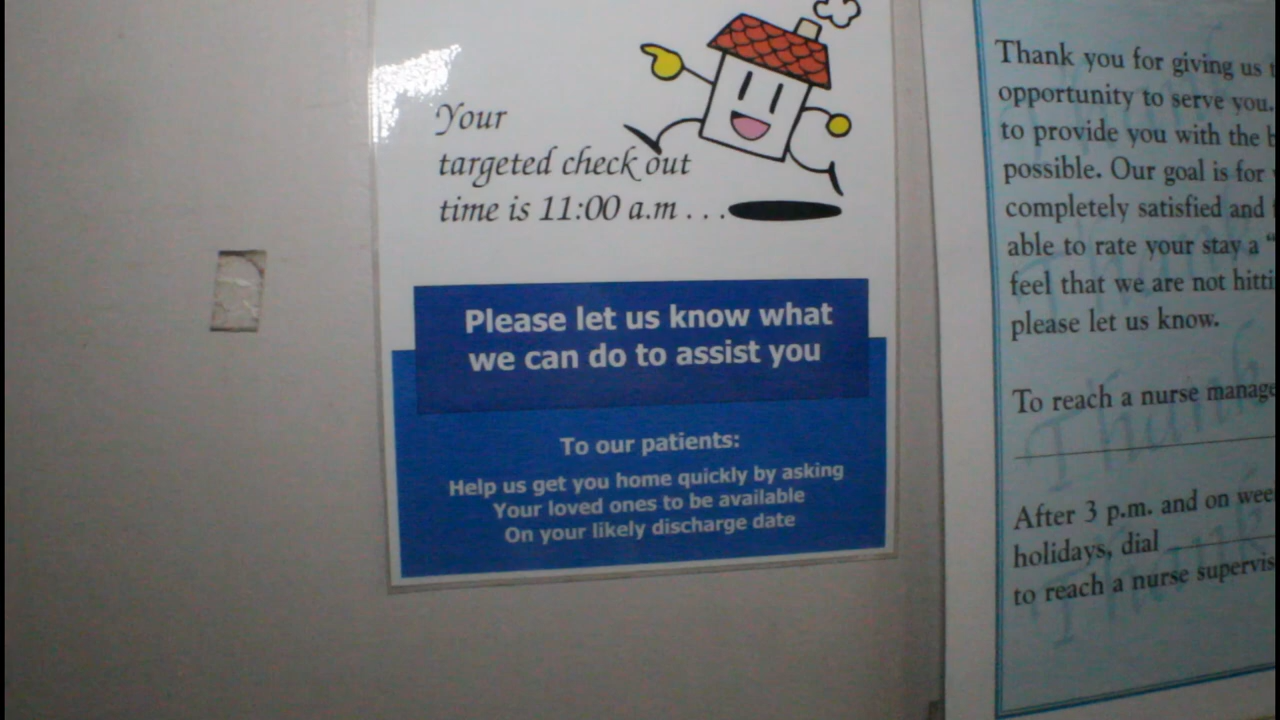 Your
targeted check out
time is 11:00 a.m . . .
Please let us know what
we can do to assist you
To our patients:
Help us get you home quickly by asking
Your loved ones to be available
On your likely discharge date
Thank you for giving us
opportunity to serve you.
to provide you with the
possible. Our goal is for
completely satisfied and
able to rate your stay a "
feel that we are not
please let us know.
To reach a nurse
After 3 p.m. and on
holidays, dial
to reach a nurse
Thank
Thank
Thank
Thank